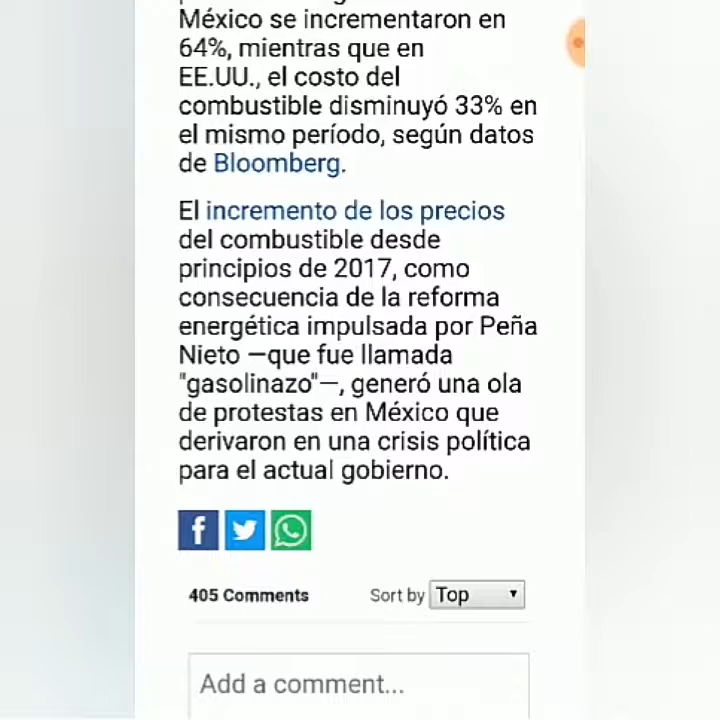 México se incrementaron en
64%, mientras que en
EE.UU., el costo del
combustible disminuyó 33% en
el mismo período, según datos
de Bloomberg.
El incremento de los precios
del combustible desde
principios de 2017, como
consecuencia de la reforma
energética impulsada por Peña
Nieto —que fue llamada
"gasolinazo"—, generó una ola
de protestas en México que
derivaron en una crisis política
para el actual gobierno.
405 Comments Sort by Top
Add a comment...